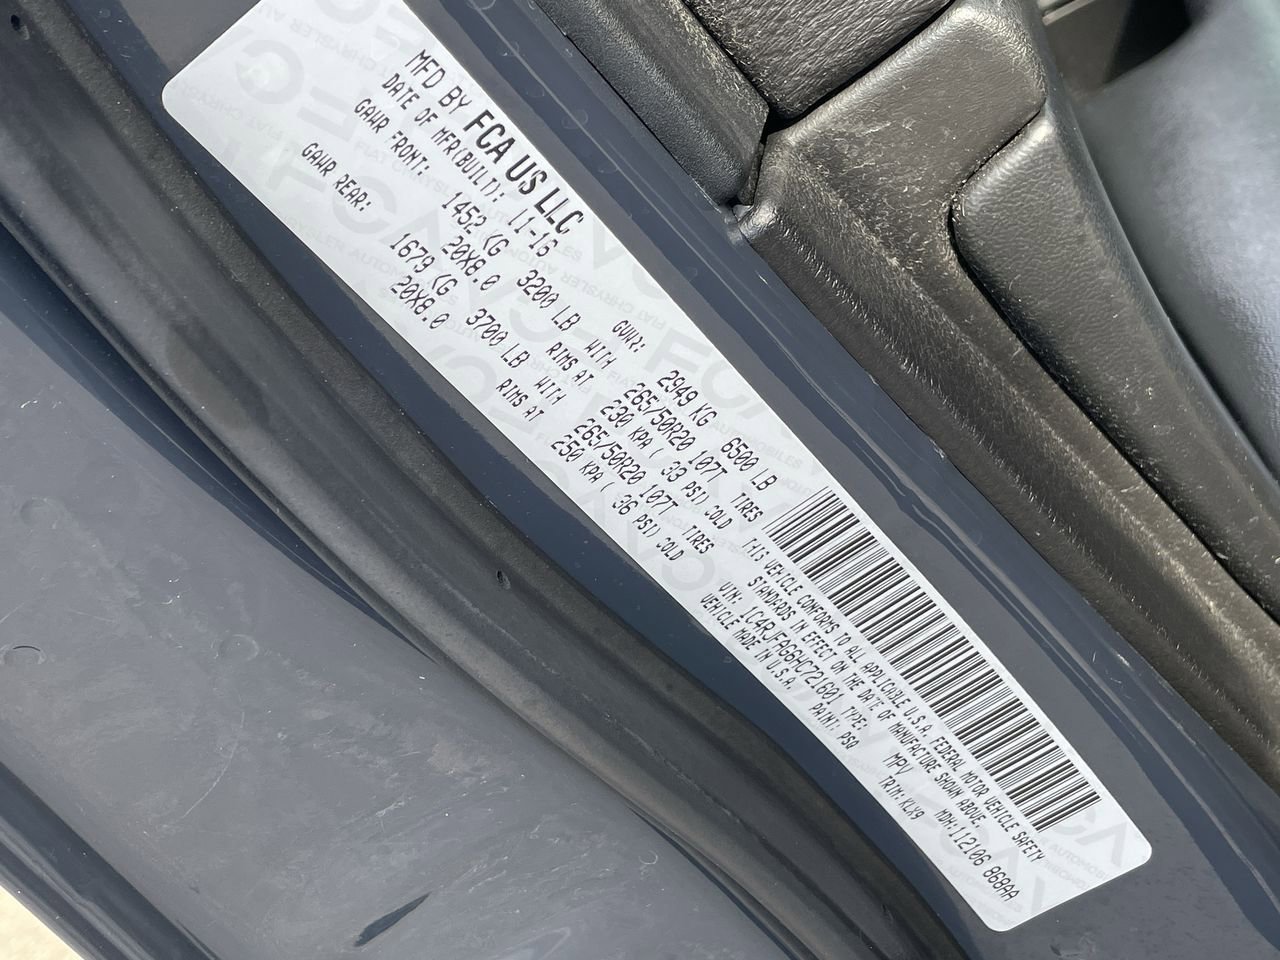 MFD BY FCA US LLC
DATE OF MFR(BUILT): 11-16 GVWR: 2949 KG 6500 LB
GAWR FRONT: 1452 KG 3200 LB WITH 265/50R20 107T TIRES
20X8.0 RIMS AT 230 KPA ( 33 PSI) COLD
GAWR REAR: 1679 KG 3700 LB WITH 265/50R20 107T TIRES
20X8.0 RIMS AT 250 KPA ( 36 PSI) COLD
THIS VEHICLE CONFORMS TO ALL APPLICABLE U.S.A. FEDERAL MOTOR VEHICLE SAFETY
STANDARDS IN EFFECT ON THE DATE OF MANUFACTURE SHOWN ABOVE.
VIN: 1C4RJFAG6HC721601 TYPE: MPV MDH:112106 868AA
VEHICLE MADE IN U.S.A. PAINT: PSQ TRIM: KLX9